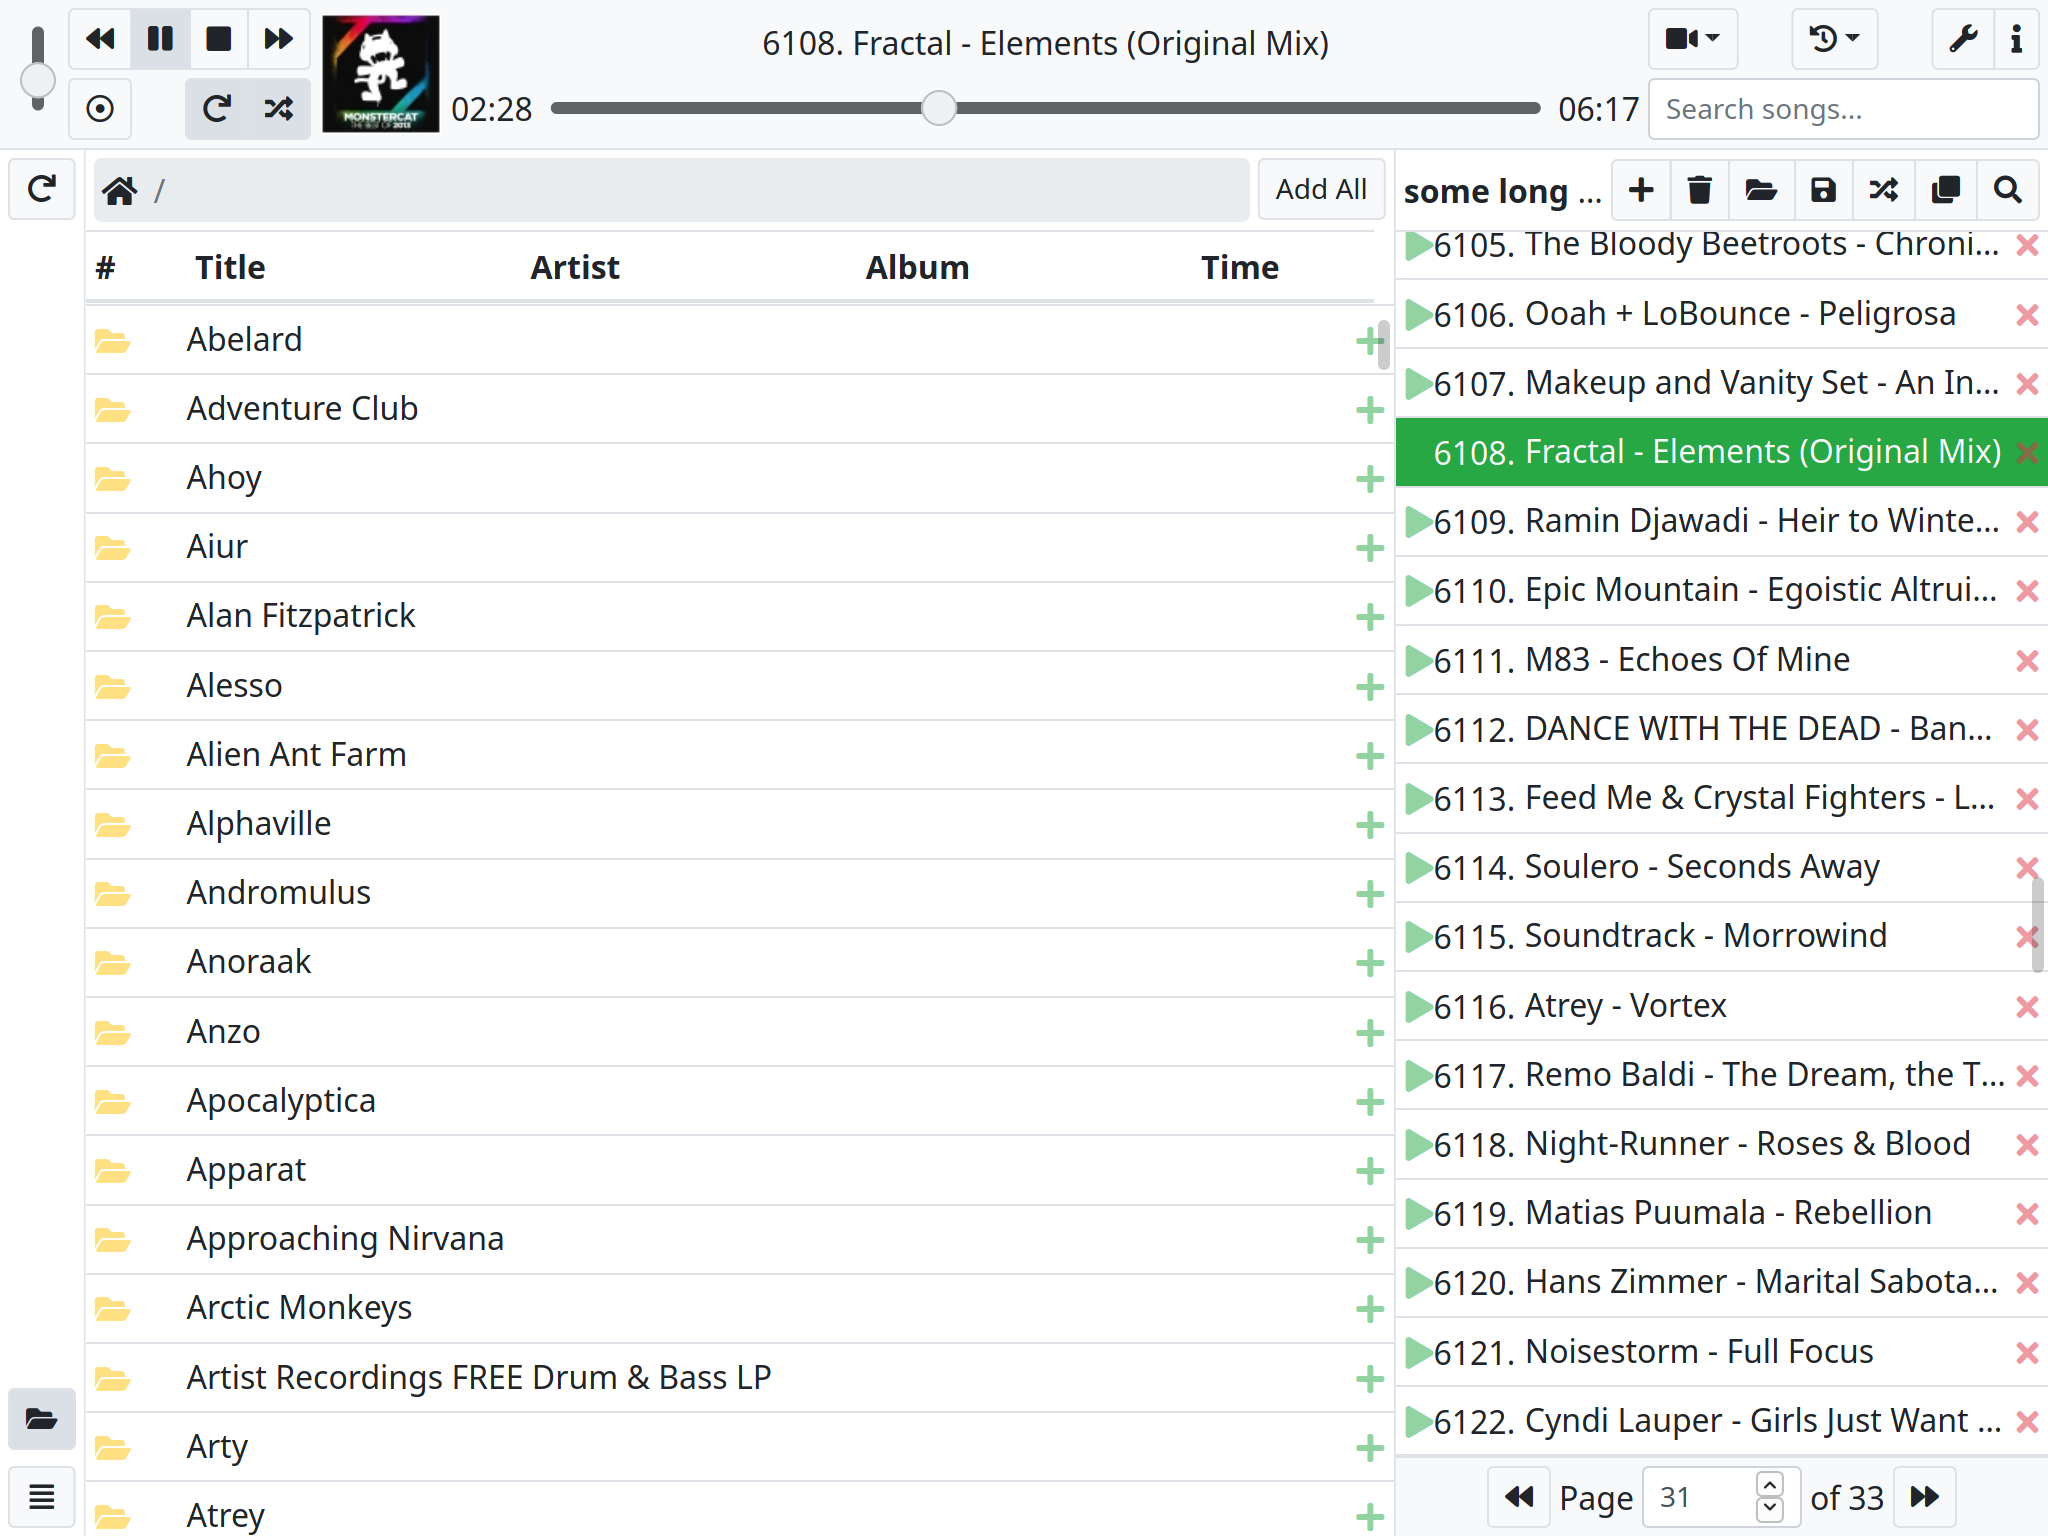 6108. Fractal - Elements (Original Mix)
MONSTERCAT
THE BEST OF 2013
02:28
06:17
Search songs...
/
Add All
some long ...
# Title Artist Album Time
Abelard
Adventure Club
Ahoy
Aiur
Alan Fitzpatrick
Alesso
Alien Ant Farm
Alphaville
Andromulus
Anoraak
Anzo
Apocalyptica
Apparat
Approaching Nirvana
Arctic Monkeys
Artist Recordings FREE Drum & Bass LP
Arty
Atrey
6105. The Bloody Beetroots - Chroni...
6106. Ooah + LoBounce - Peligrosa
6107. Makeup and Vanity Set - An In...
6108. Fractal - Elements (Original Mix)
6109. Ramin Djawadi - Heir to Winte...
6110. Epic Mountain - Egoistic Altrui...
6111. M83 - Echoes Of Mine
6112. DANCE WITH THE DEAD - Ban...
6113. Feed Me & Crystal Fighters - L...
6114. Soulero - Seconds Away
6115. Soundtrack - Morrowind
6116. Atrey - Vortex
6117. Remo Baldi - The Dream, the T...
6118. Night-Runner - Roses & Blood
6119. Matias Puumala - Rebellion
6120. Hans Zimmer - Marital Sabota...
6121. Noisestorm - Full Focus
6122. Cyndi Lauper - Girls Just Want ...
Page 31 of 33